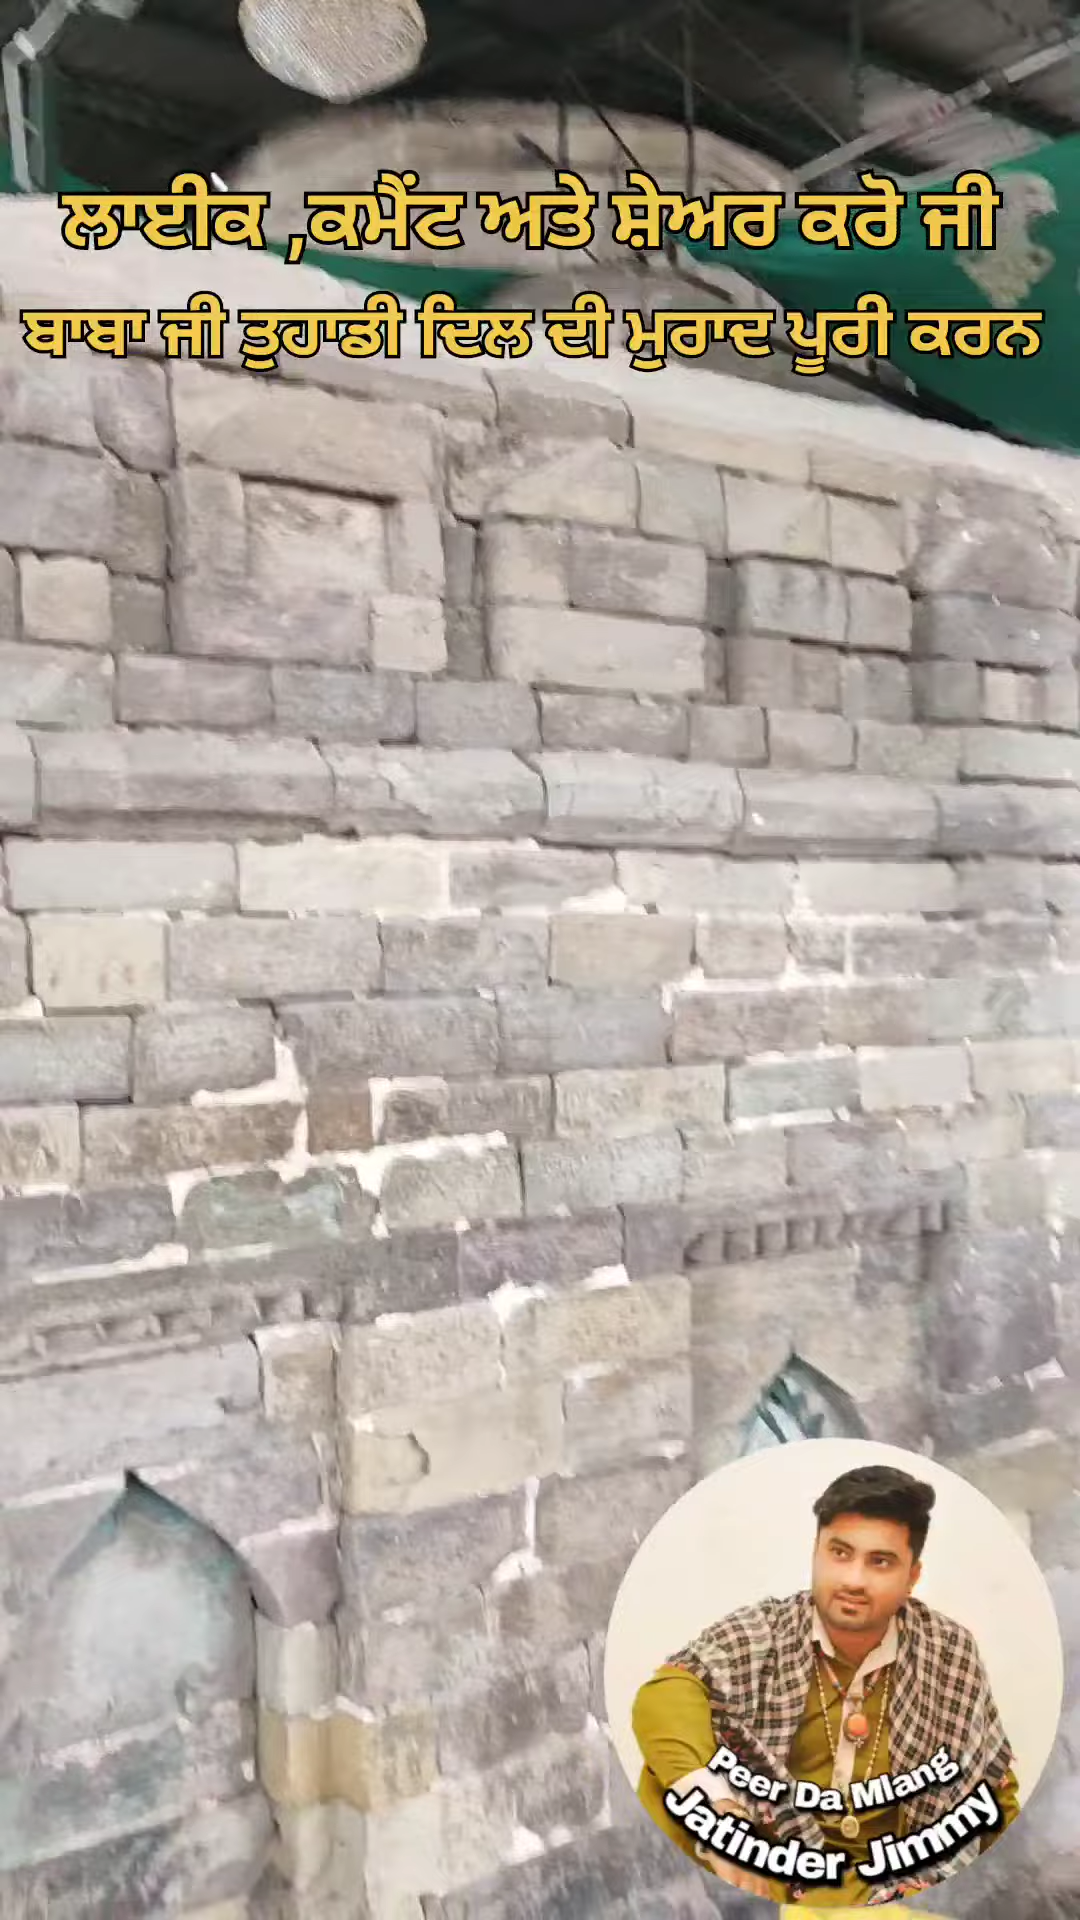 ਲਾਈਕ ,ਕਮੈਂਟ ਅਤੇ ਸ਼ੇਅਰ ਕਰੋ ਜੀ
ਬਾਬਾ ਜੀ ਤੁਹਾਡੀ ਦਿਲ ਦੀ ਮੁਰਾਦ ਪੂਰੀ ਕਰਨ
Peer Da Mlang
Jatinder Jimmy